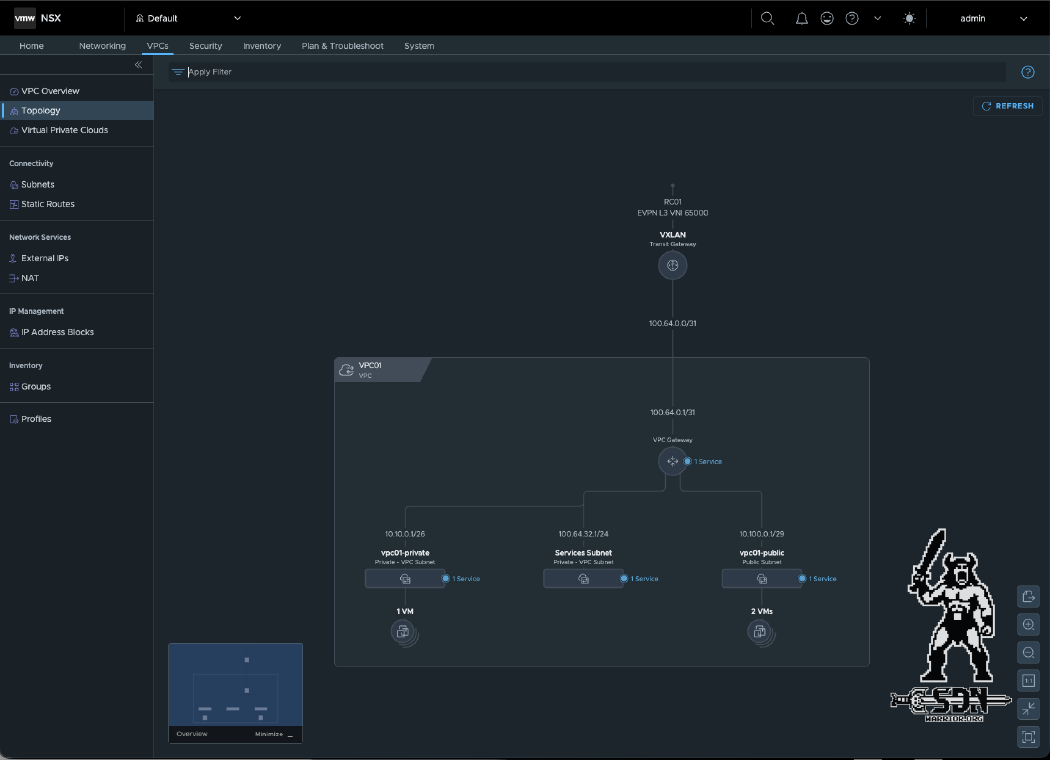 vmw NSX
Default
admin
Home
Networking
VPCs
Security
Inventory
Plan & Troubleshoot
System
VPC Overview
Topology
Virtual Private Clouds
Connectivity
Subnets
Static Routes
Network Services
External IPs
NAT
IP Management
IP Address Blocks
Inventory
Groups
Profiles
Apply Filter
REFRESH
RC01
EVPN L3 VNI 65000
VXLAN
Transit Gateway
100.64.0.0/31
VPC01
VPC
100.64.0.1/31
VPC Gateway
1 Service
10.10.0.1/26
100.64.32.1/24
10.100.0.1/29
vpc01-private
Services Subnet
vpc01-public
Private - VPC Subnet
Private - VPC Subnet
Public Subnet
1 Service
1 Service
1 Service
1 VM
2 VMs
Overview
Minimize _
1:1
SDN
WARRIOR.ORG